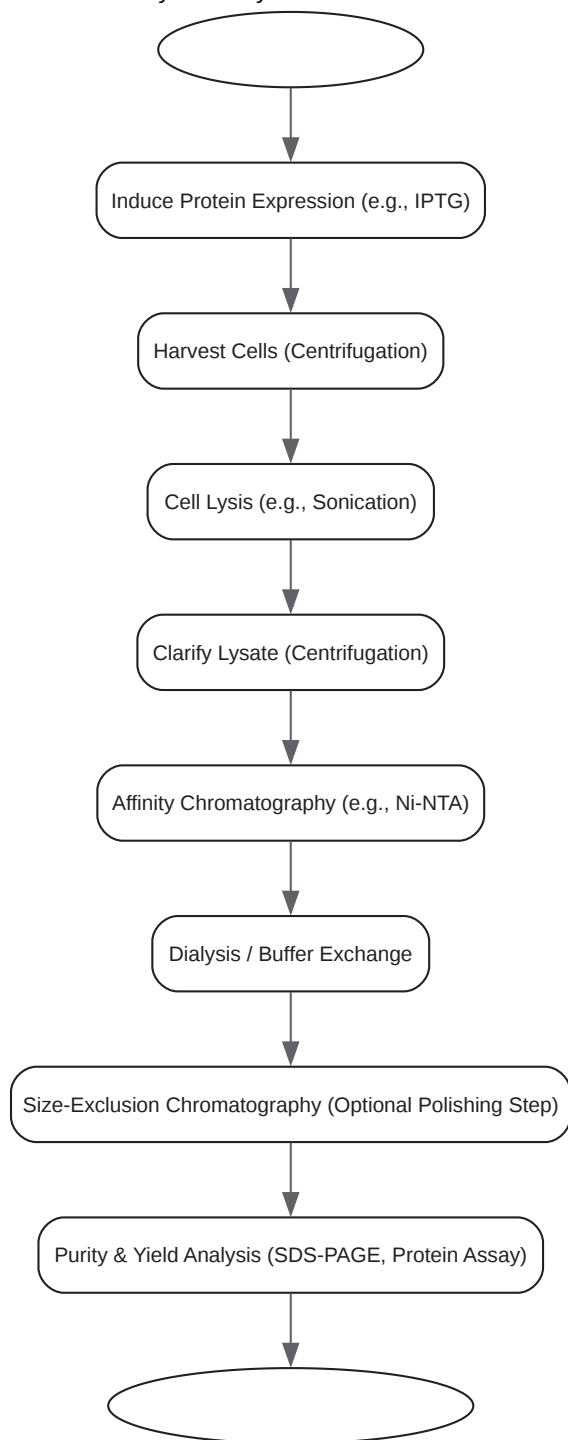 Induce Protein Expression (e.g., IPTG)
Harvest Cells (Centrifugation)
Cell Lysis (e.g., Sonication)
Clarify Lysate (Centrifugation)
Affinity Chromatography (e.g., Ni-NTA)
Dialysis / Buffer Exchange
Size-Exclusion Chromatography (Optional Polishing Step)
Purity & Yield Analysis (SDS-PAGE, Protein Assay)